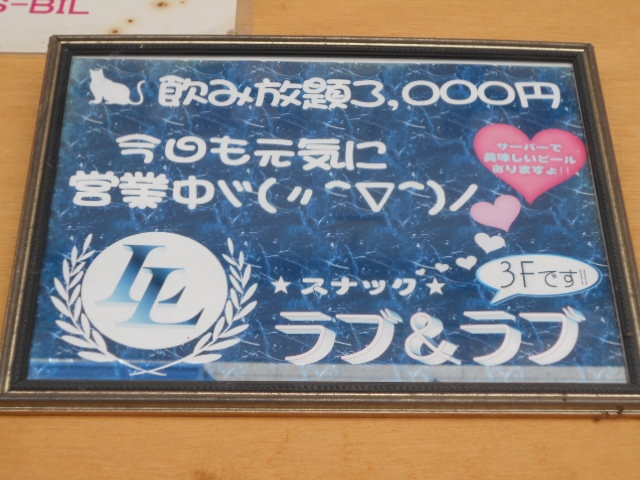 S-BIL
飲み放題3,000円
今日も元気に
営業中ヾ(〃^∇^)ノ
サーバーで
美味しいビール
ありますよ!!
3Fです!!
LL
★スナック★
ラブ&ラブ